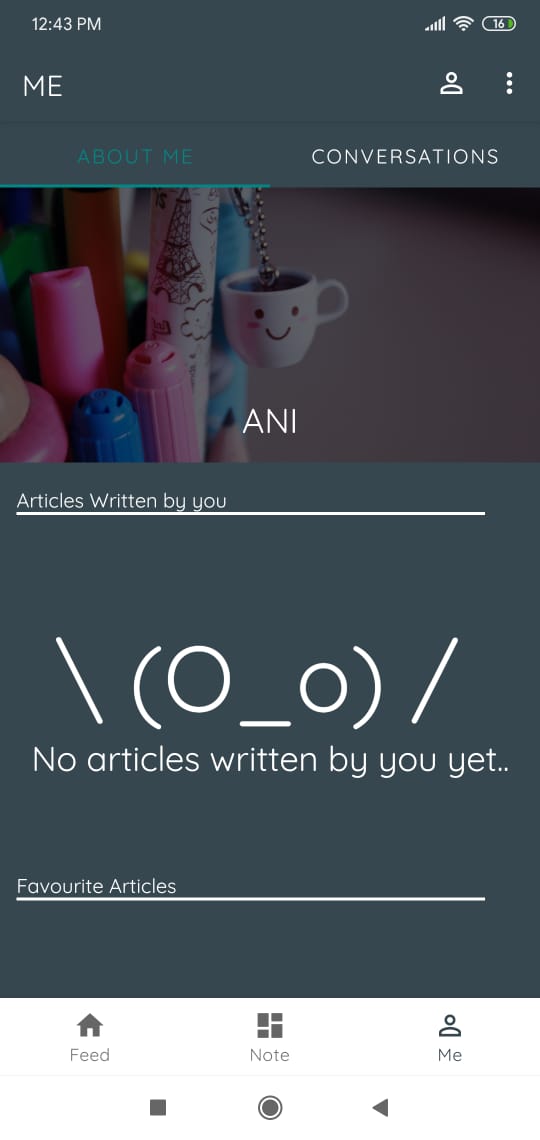 12:43 PM
16
ME
ABOUT ME
CONVERSATIONS
ANI
Articles Written by you
\ (O_o) /
No articles written by you yet..
Favourite Articles
Feed
Note
Me